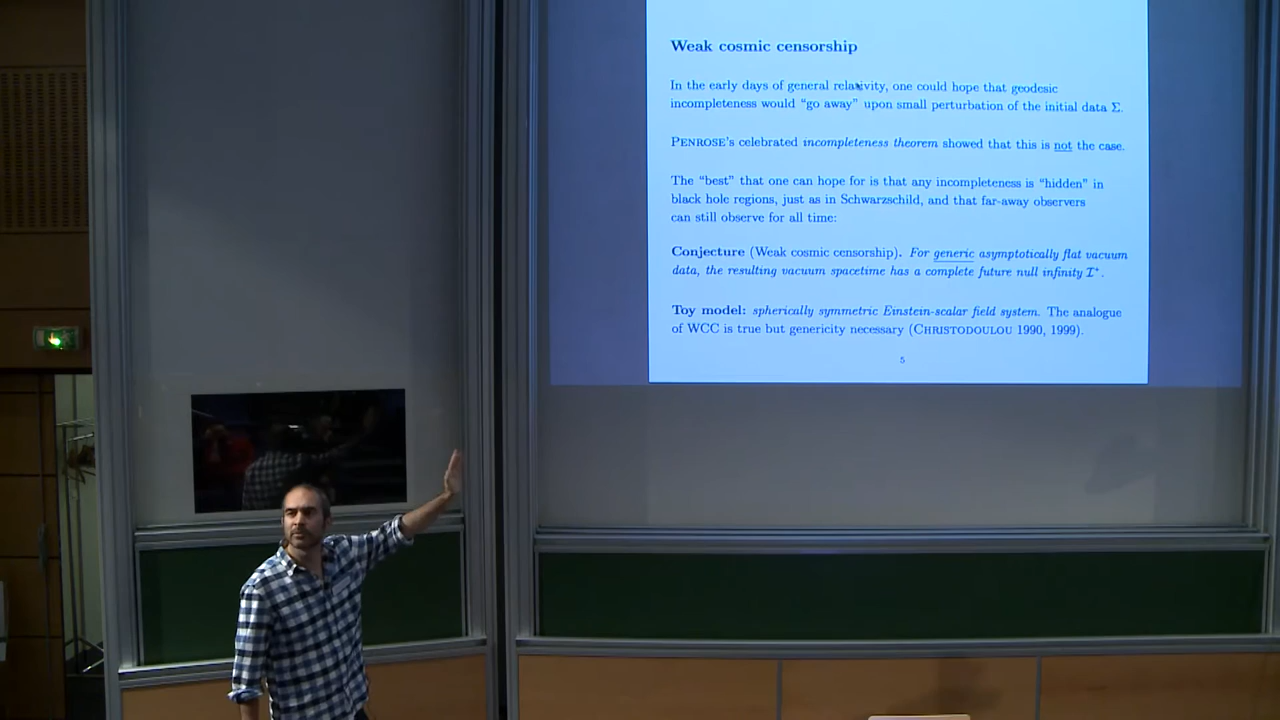 Weak cosmic censorship
In the early days of general relativity, one could hope that geodesic
incompleteness would “go away” upon small perturbation of the initial data Σ.
PENROSE’s celebrated incompleteness theorem showed that this is not the case.
The “best” that one can hope for is that any incompleteness is “hidden” in
black hole regions, just as in Schwarzschild, and that far-away observers
can still observe for all time:
Conjecture (Weak cosmic censorship). For generic asymptotically flat vacuum
data, the resulting vacuum spacetime has a complete future null infinity I⁺.
Toy model: spherically symmetric Einstein-scalar field system. The analogue
of WCC is true but genericity necessary (CHRISTODOULOU 1990, 1999).
5